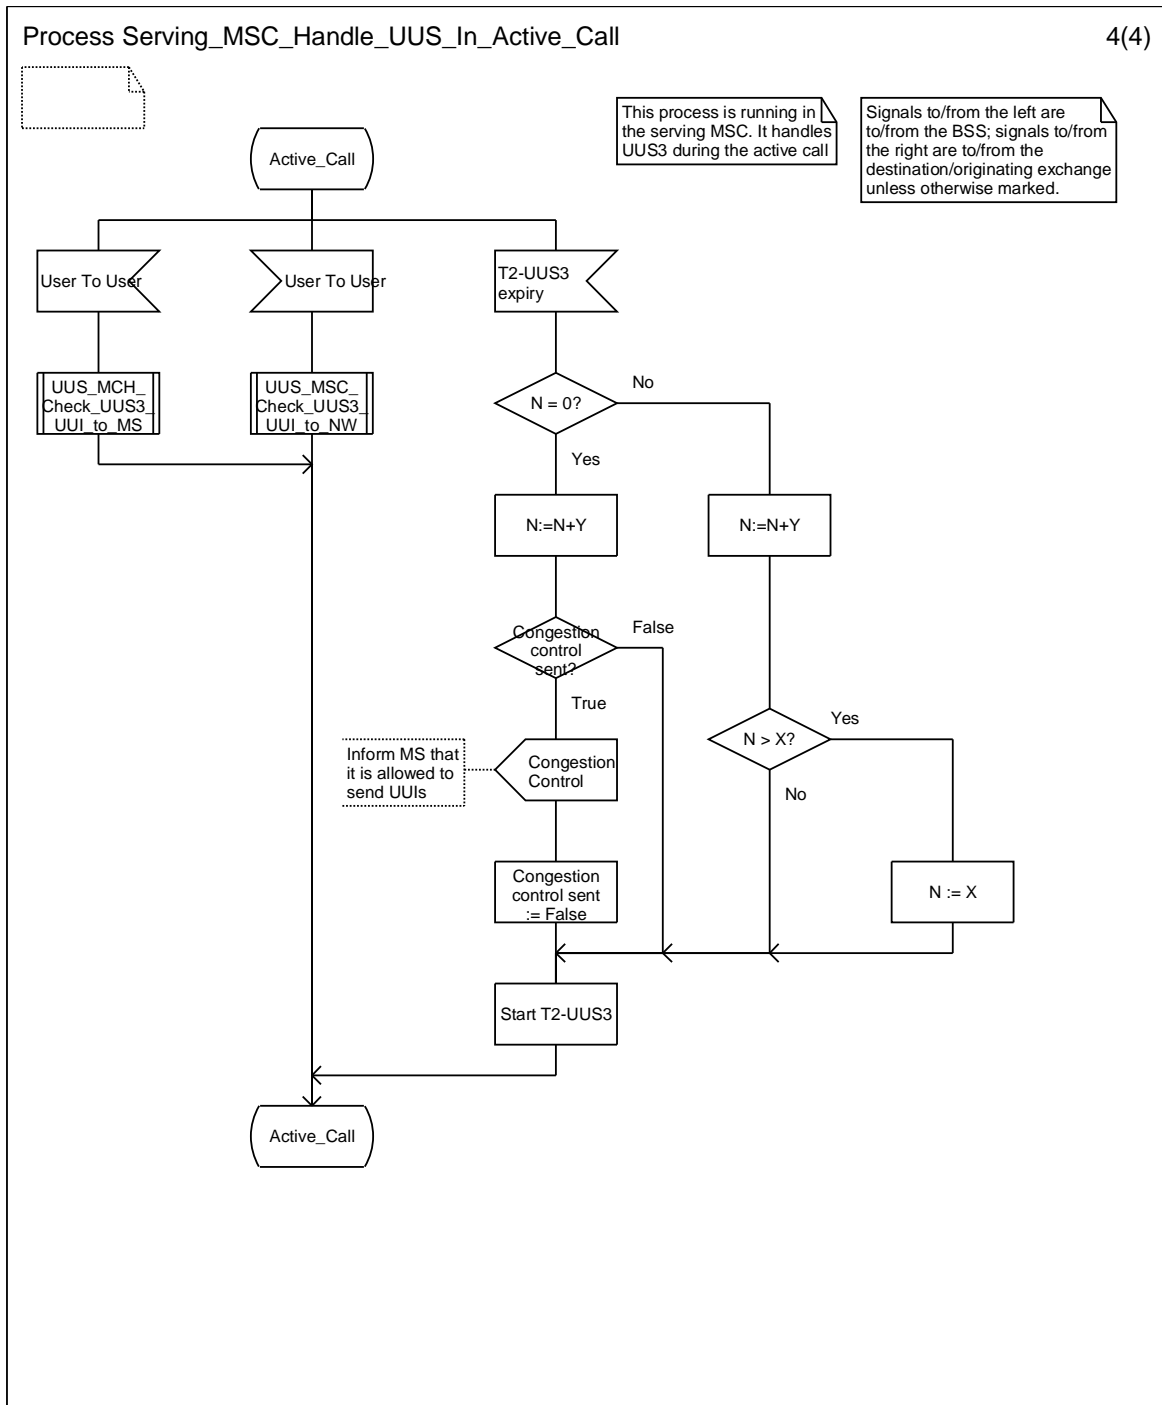 Process Serving_MSC_Handle_UUS_In_Active_Call
4(4)
This process is running in
the serving MSC. It handles
UUS3 during the active call
Signals to/from the left are
to/from the BSS; signals to/from
the right are to/from the
destination/originating exchange
unless otherwise marked.
Active_Call
User To User
User To User
T2-UUS3
expiry
UUS_MCH_
Check_UUS3_
UUI_to_MS
UUS_MSC_
Check_UUS3_
UUI_to_NW
N = 0?
No
Yes
N:=N+Y
N:=N+Y
Congestion
control
sent?
False
True
N > X?
Yes
No
Inform MS that
it is allowed to
send UUIs
Congestion
Control
Congestion
control sent
:= False
N := X
Start T2-UUS3
Active_Call